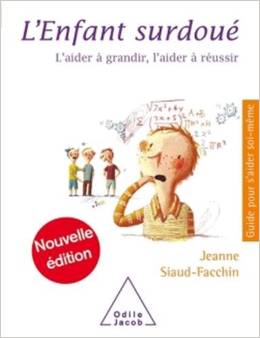 L'Enfant surdoué
L'aider à grandir, l'aider à réussir
Guide pour s'aider soi-même
Nouvelle
édition
Jeanne
Siaud-Facchin
Odile
Jacob